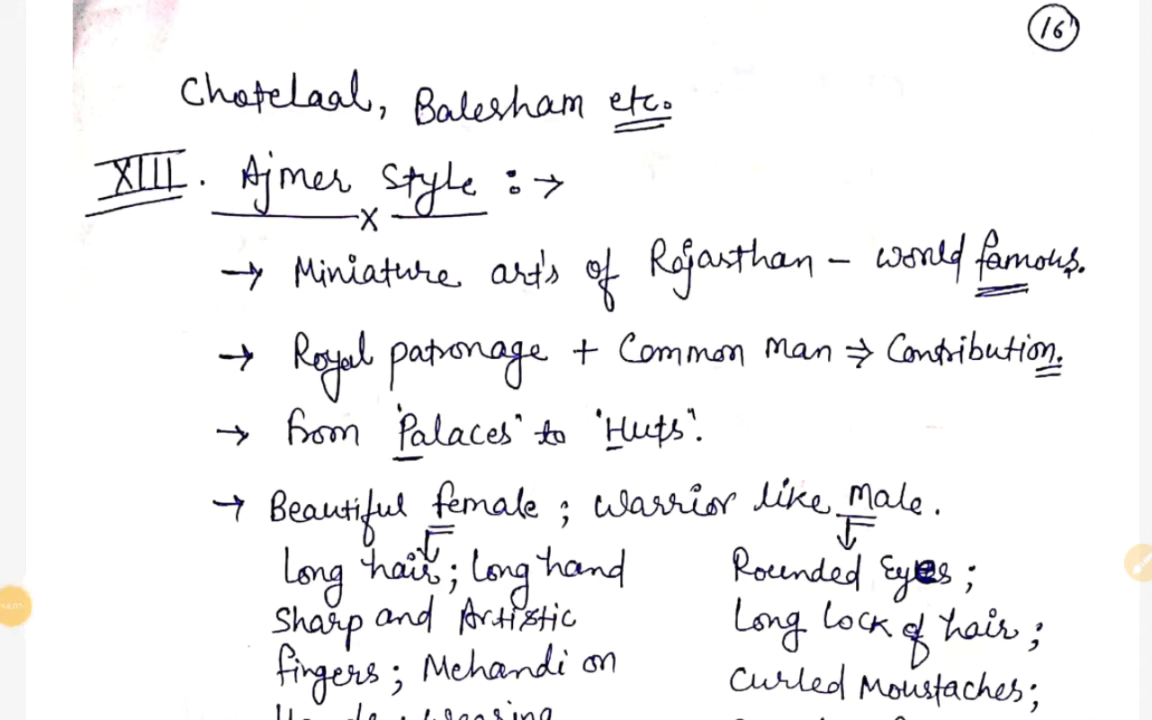 16
Chotelaal, Balesham etc.
XIII. Ajmer Style :→
x
→ Miniature art's of Rajasthan - world famous.
→ Royal patronage + Common man ⇒ Contribution.
→ from 'Palaces' to 'Huts'.
→ Beautiful female ; warrior like male.
Long hair ; long hand
Sharp and Artistic
fingers ; Mehandi on
Rounded Eyes ;
Long lock of hair ;
Curled Moustaches ;